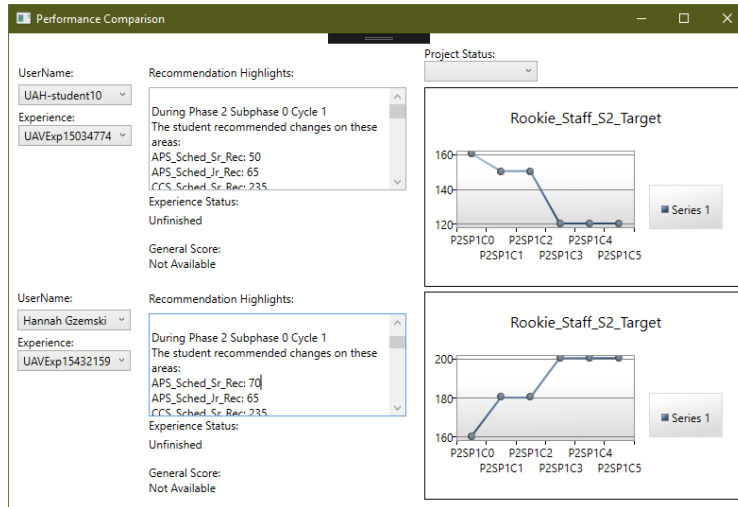 Performance Comparison
Project Status:
UserName:
UAH-student10
Experience:
UAVExp15034774
Recommendation Highlights:
During Phase 2 Subphase 0 Cycle 1
The student recommended changes on these
areas:
APS_Sched_Sr_Rec: 50
APS_Sched_Jr_Rec: 65
CCS_Sched_Sr_Rec: 235
Experience Status:
Unfinished
General Score:
Not Available
Rookie_Staff_S2_Target
160
140
120
P2SP1C0 P2SP1C2 P2SP1C4
P2SP1C1 P2SP1C3 P2SP1C5
Series 1
UserName:
Hannah Gzemski
Experience:
UAVExp15432159
Recommendation Highlights:
During Phase 2 Subphase 0 Cycle 1
The student recommended changes on these
areas:
APS_Sched_Sr_Rec: 70
APS_Sched_Jr_Rec: 65
CCS_Sched_Sr_Rec: 235
Experience Status:
Unfinished
General Score:
Not Available
Rookie_Staff_S2_Target
200
180
160
P2SP1C0 P2SP1C2 P2SP1C4
P2SP1C1 P2SP1C3 P2SP1C5
Series 1